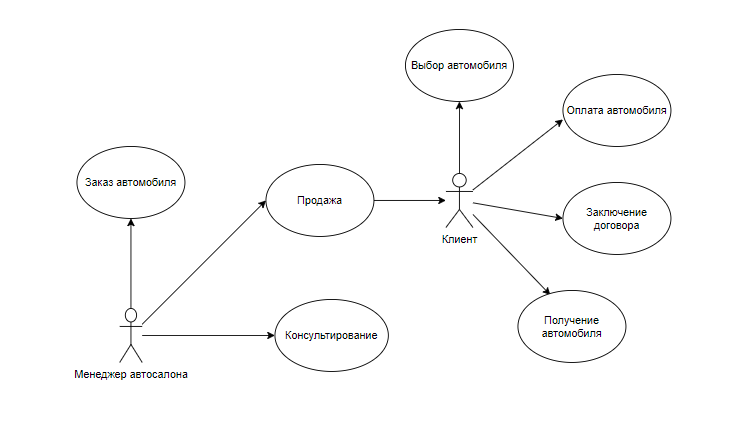 Выбор автомобиля
Оплата автомобиля
Заказ автомобиля
Продажа
Клиент
Заключение
договора
Получение
автомобиля
Консультирование
Менеджер автосалона